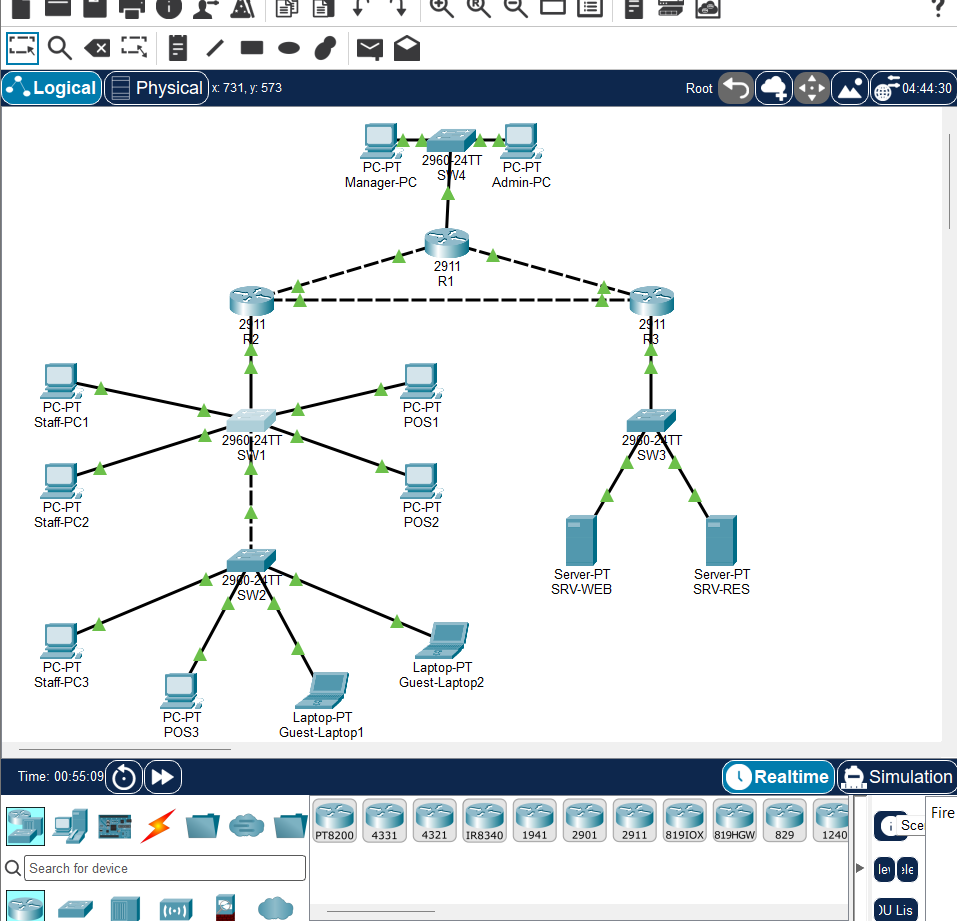 Logical
Physical
x: 731, y: 573
Root
04:44:30
PC-PT
Manager-PC
2960-24TT
SW4
PC-PT
Admin-PC
2911
R1
2911
R2
2911
R3
PC-PT
Staff-PC1
PC-PT
POS1
2960-24TT
SW1
2960-24TT
SW3
PC-PT
Staff-PC2
PC-PT
POS2
2960-24TT
SW2
Server-PT
SRV-WEB
Server-PT
SRV-RES
PC-PT
Staff-PC3
Laptop-PT
Guest-Laptop2
PC-PT
POS3
Laptop-PT
Guest-Laptop1
Time: 00:55:09
Realtime
Simulation
PT8200
4331
4321
IR8340
1941
2901
2911
819IOX
819HGW
829
1240
Fire
Sce
Search for device